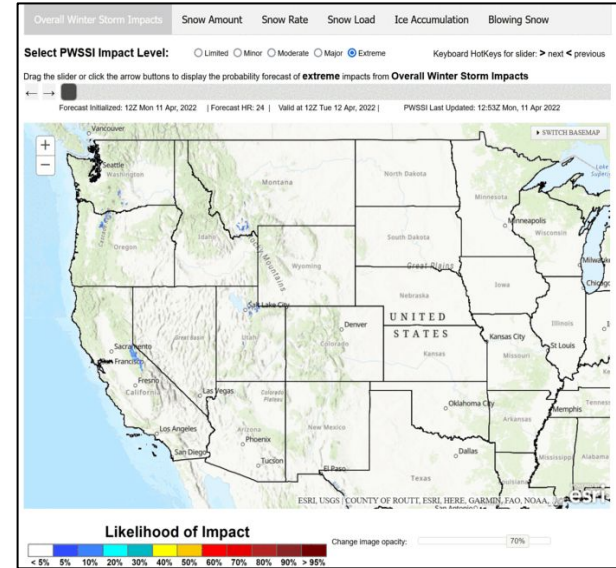 Overall Winter Storm Impacts Snow Amount Snow Rate Snow Load Ice Accumulation Blowing Snow
Select PWSSI Impact Level: Limited Minor Moderate Major Extreme Keyboard HotKeys for slider: > next < previous
Drag the slider or click the arrow buttons to display the probability forecast of extreme impacts from Overall Winter Storm Impacts
← →
Forecast Initialized: 12Z Mon 11 Apr, 2022 | Forecast HR: 24 | Valid at 12Z Tue 12 Apr, 2022 | PWSSI Last Updated: 12:53Z Mon, 11 Apr 2022
Vancouver
SWITCH BASEMAP
+
−
Seattle
Washington
Montana
North Dakota
Lake
Minnesota
Minneapolis
Wisconsin
Oregon
Idaho
Rocky Mountains
South Dakota
Great Plains
Wyoming
Milwauk
Iowa
Chicag
Nebraska
Salt Lake City
Great Basin
Utah
UNITED
STATES
Denver
Colorado
Illinois
Kansas City
Sacramento
San Francisco
Kansas
Missouri
St Louis
Fresno
California
Las Vegas
Colorado
Plateau
Oklahoma City
Tenness
Memphis
Arkansas
Los Angeles
Arizona
Phoenix
New Mexico
San Diego
Tucson
Dallas
Mississippi
Alabama
El Paso
Texas
Louisiana
ESRI, USGS | COUNTY OF ROUTT, ESRI, HERE, GARMIN, FAO, NOAA,
esri
San Antonio
Likelihood of Impact
Change image opacity: 70%
< 5% 5% 10% 20% 30% 40% 50% 60% 70% 80% 90% > 95%